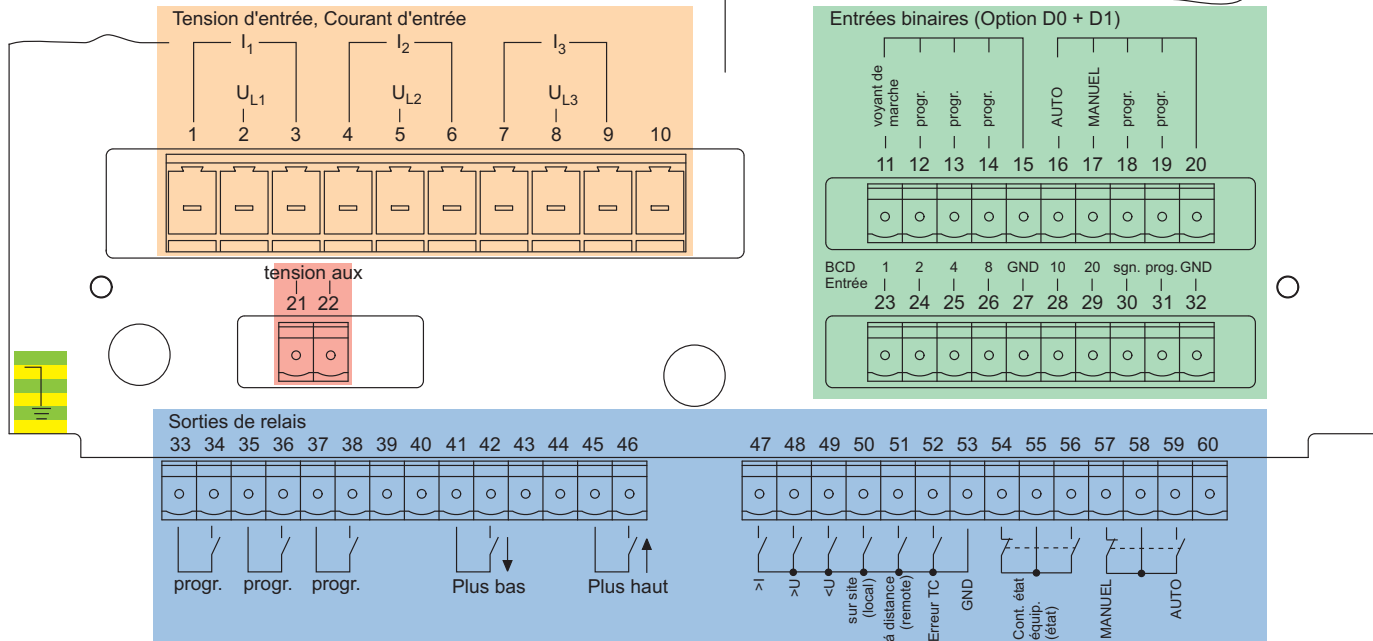 Tension d'entrée, Courant d'entrée
I1 I2 I3
UL1 UL2 UL3
1 2 3 4 5 6 7 8 9 10
tension aux
21 22
Entrées binaires (Option D0 + D1)
voyant de
marche
progr.
progr.
progr.
AUTO
MANUEL
progr.
progr.
11 12 13 14 15 16 17 18 19 20
BCD 1 2 4 8 GND 10 20 sgn. prog. GND
Entrée
23 24 25 26 27 28 29 30 31 32
Sorties de relais
33 34 35 36 37 38 39 40 41 42 43 44 45 46 47 48 49 50 51 52 53 54 55 56 57 58 59 60
progr. progr. progr. Plus bas Plus haut
>I
>U
<U
sur site
(local)
á distance
(remote)
Erreur TC
GND
Cont. état
équip.
(état)
MANUEL
AUTO